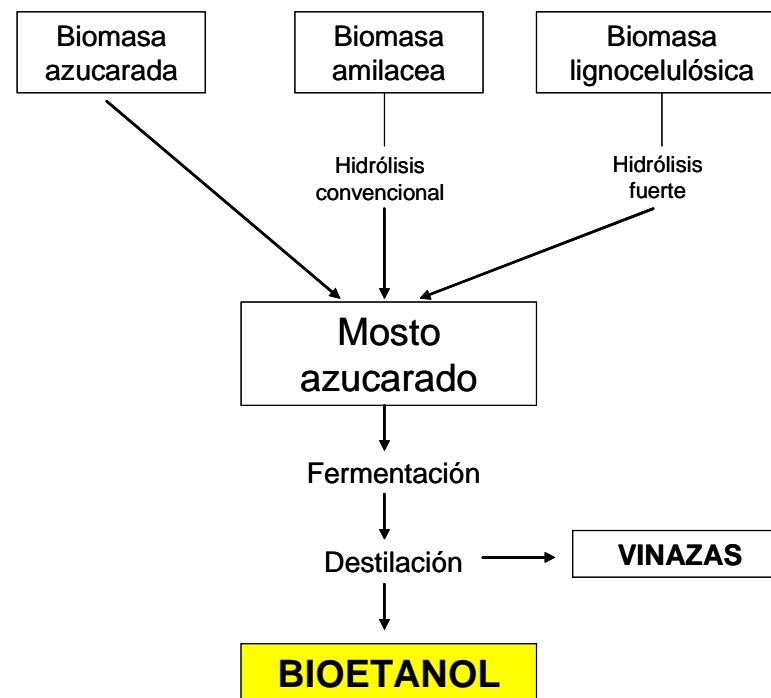 Biomasa
azucarada
Biomasa
amilacea
Biomasa
lignocelulósica
Hidrólisis
convencional
Hidrólisis
fuerte
Mosto
azucarado
Fermentación
Destilación
VINAZAS
BIOETANOL